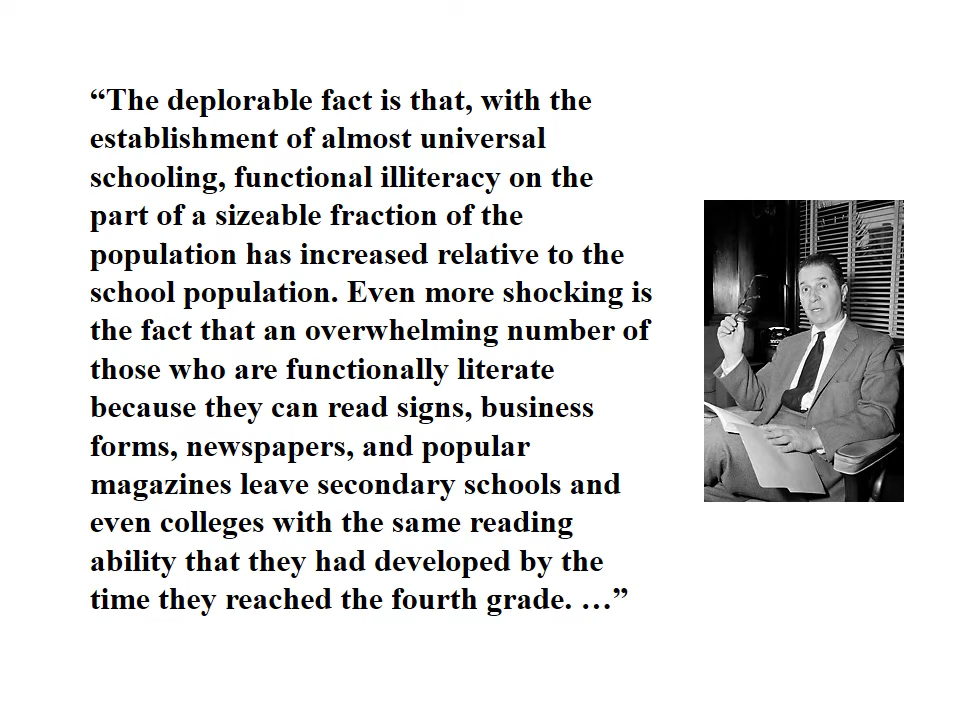 “The deplorable fact is that, with the
establishment of almost universal
schooling, functional illiteracy on the
part of a sizeable fraction of the
population has increased relative to the
school population. Even more shocking is
the fact that an overwhelming number of
those who are functionally literate
because they can read signs, business
forms, newspapers, and popular
magazines leave secondary schools and
even colleges with the same reading
ability that they had developed by the
time they reached the fourth grade. …”